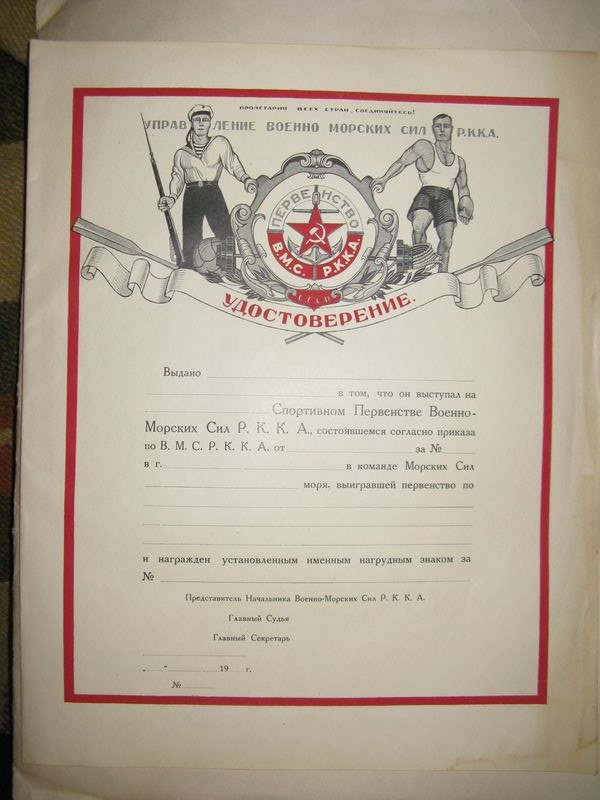 ПРОЛЕТАРИИ ВСЕХ СТРАН, СОЕДИНЯЙТЕСЬ!
УПРАВЛЕНИЕ ВОЕННО МОРСКИХ СИЛ Р.К.К.А.
ПЕРВЕНСТВО
В.М.С. Р.К.К.А.
СССР
УДОСТОВЕРЕНИЕ.
Выдано
в том, что он выступал на
Спортивном Первенстве Военно-
Морских Сил Р. К. К. А., состоявшемся согласно приказа
по В. М. С. Р. К. К. А. от за №
в г. в команде Морских Сил
моря, выигравшей первенство по
и награжден установленным именным нагрудным знаком за
№
Представитель Начальника Военно-Морских Сил Р. К. К. А.
Главный Судья
Главный Секретарь
„ “ 19 г.
№